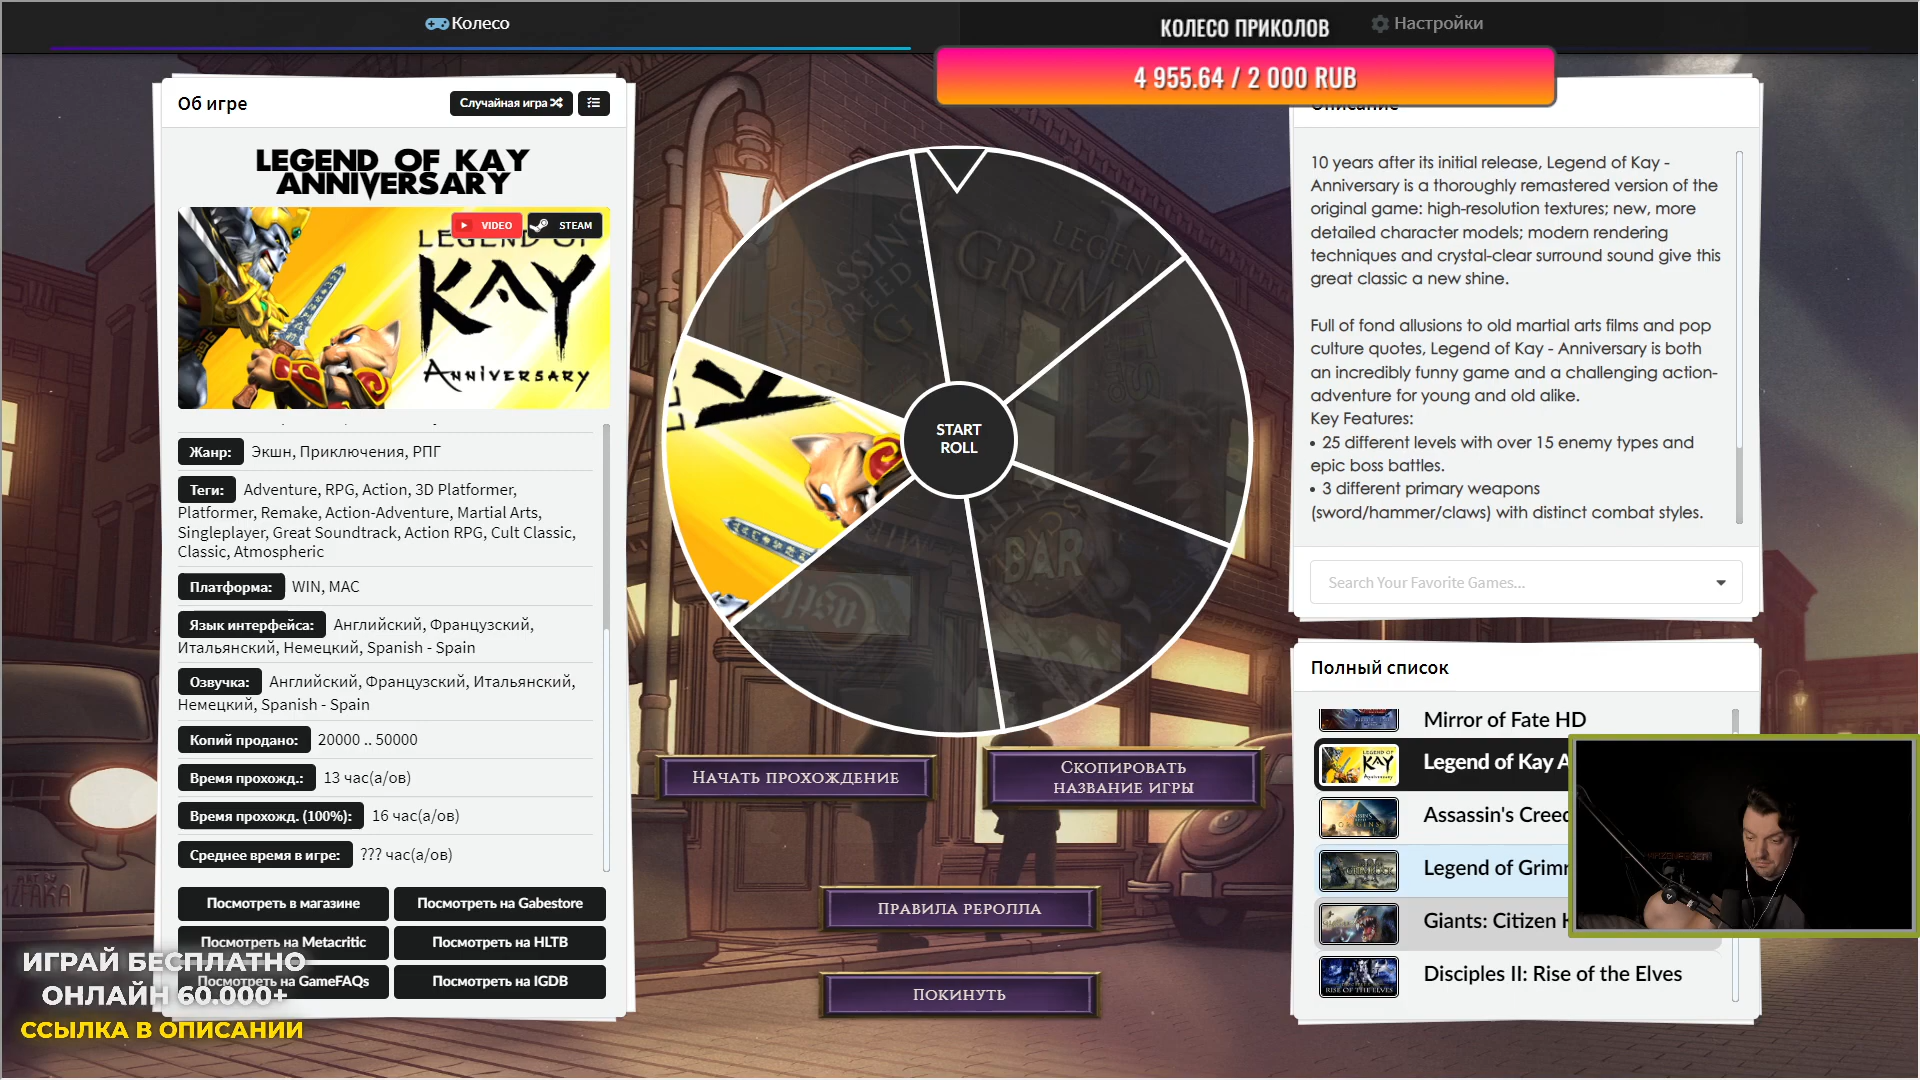 Колесо
КОЛЕСО ПРИКОЛОВ
Настройки
4 955.64 / 2 000 RUB
Об игре
Случайная игра
LEGEND OF KAY
ANNIVERSARY
VIDEO
STEAM
LEGEND OF
KAY
ANNIVERSARY
Жанр: Экшн, Приключения, РПГ
Теги: Adventure, RPG, Action, 3D Platformer,
Platformer, Remake, Action-Adventure, Martial Arts,
Singleplayer, Great Soundtrack, Action RPG, Cult Classic,
Classic, Atmospheric
Платформа: WIN, MAC
Язык интерфейса: Английский, Французский,
Итальянский, Немецкий, Spanish - Spain
Озвучка: Английский, Французский, Итальянский,
Немецкий, Spanish - Spain
Копий продано: 20000 .. 50000
Время прохожд.: 13 час(а/ов)
Время прохожд. (100%): 16 час(а/ов)
Среднее время в игре: ??? час(а/ов)
Посмотреть в магазине
Посмотреть на Gabestore
Посмотреть на Metacritic
Посмотреть на HLTB
Посмотреть на GameFAQs
Посмотреть на IGDB
ИГРАЙ БЕСПЛАТНО
ОНЛАЙН 60.000+
ССЫЛКА В ОПИСАНИИ
ASSASSIN'S
CREED
LEGEND
GRIM
START
ROLL
BAR
НАЧАТЬ ПРОХОЖДЕНИЕ
СКОПИРОВАТЬ
НАЗВАНИЕ ИГРЫ
ПРАВИЛА РЕРОЛЛА
ПОКИНУТЬ
Описание
10 years after its initial release, Legend of Kay -
Anniversary is a thoroughly remastered version of the
original game: high-resolution textures; new, more
detailed character models; modern rendering
techniques and crystal-clear surround sound give this
great classic a new shine.
Full of fond allusions to old martial arts films and pop
culture quotes, Legend of Kay - Anniversary is both
an incredibly funny game and a challenging action-
adventure for young and old alike.
Key Features:
• 25 different levels with over 15 enemy types and
epic boss battles.
• 3 different primary weapons
(sword/hammer/claws) with distinct combat styles.
Search Your Favorite Games...
Полный список
Mirror of Fate HD
Legend of Kay A
Assassin's Creed
Legend of Grimr
Giants: Citizen K
Disciples II: Rise of the Elves